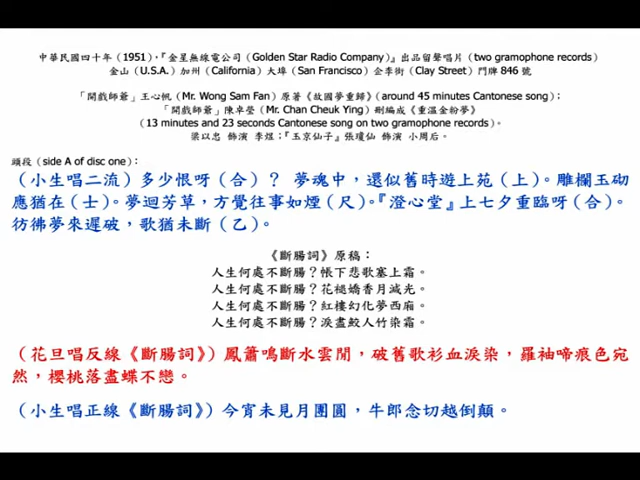 中華民國四十年（1951），『金星無線電公司（Golden Star Radio Company）』出品留聲唱片（two gramophone records）
金山（U.S.A.）加州（California）大埠（San Francisco）企李街（Clay Street）門牌 846 號
「開戲師爺」王心帆（Mr. Wong Sam Fan）原著《故國夢重歸》（around 45 minutes Cantonese song）；
「開戲師爺」陳卓瑩（Mr. Chan Cheuk Ying）刪編成《重溫金粉夢》
（13 minutes and 23 seconds Cantonese song on two gramophone records）。
梁以忠 飾演 李煜；『玉京仙子』張瓊仙 飾演 小周后。
頭段（side A of disc one）：
（小生唱二流）多少恨呀（合）？ 夢魂中，還似舊時遊上苑（上）。雕欄玉砌
應猶在（士）。夢迴芳草，方覺往事如煙（尺）。『澄心堂』上七夕重臨呀（合）。
彷彿夢來遲破，歌猶未斷（乙）。
《斷腸詞》原稿：
人生何處不斷腸？帳下悲歌塞上霜。
人生何處不斷腸？花褪嬌香月減光。
人生何處不斷腸？紅樓幻化夢西廂。
人生何處不斷腸？淚盡鮫人竹染霜。
（花旦唱反線《斷腸詞》）鳳簫鳴斷水雲閒，破舊歌衫血淚染，羅袖啼痕色宛
然，櫻桃落盡蝶不戀。
（小生唱正線《斷腸詞》）今宵未見月團圓，牛郎念切越倒顛。